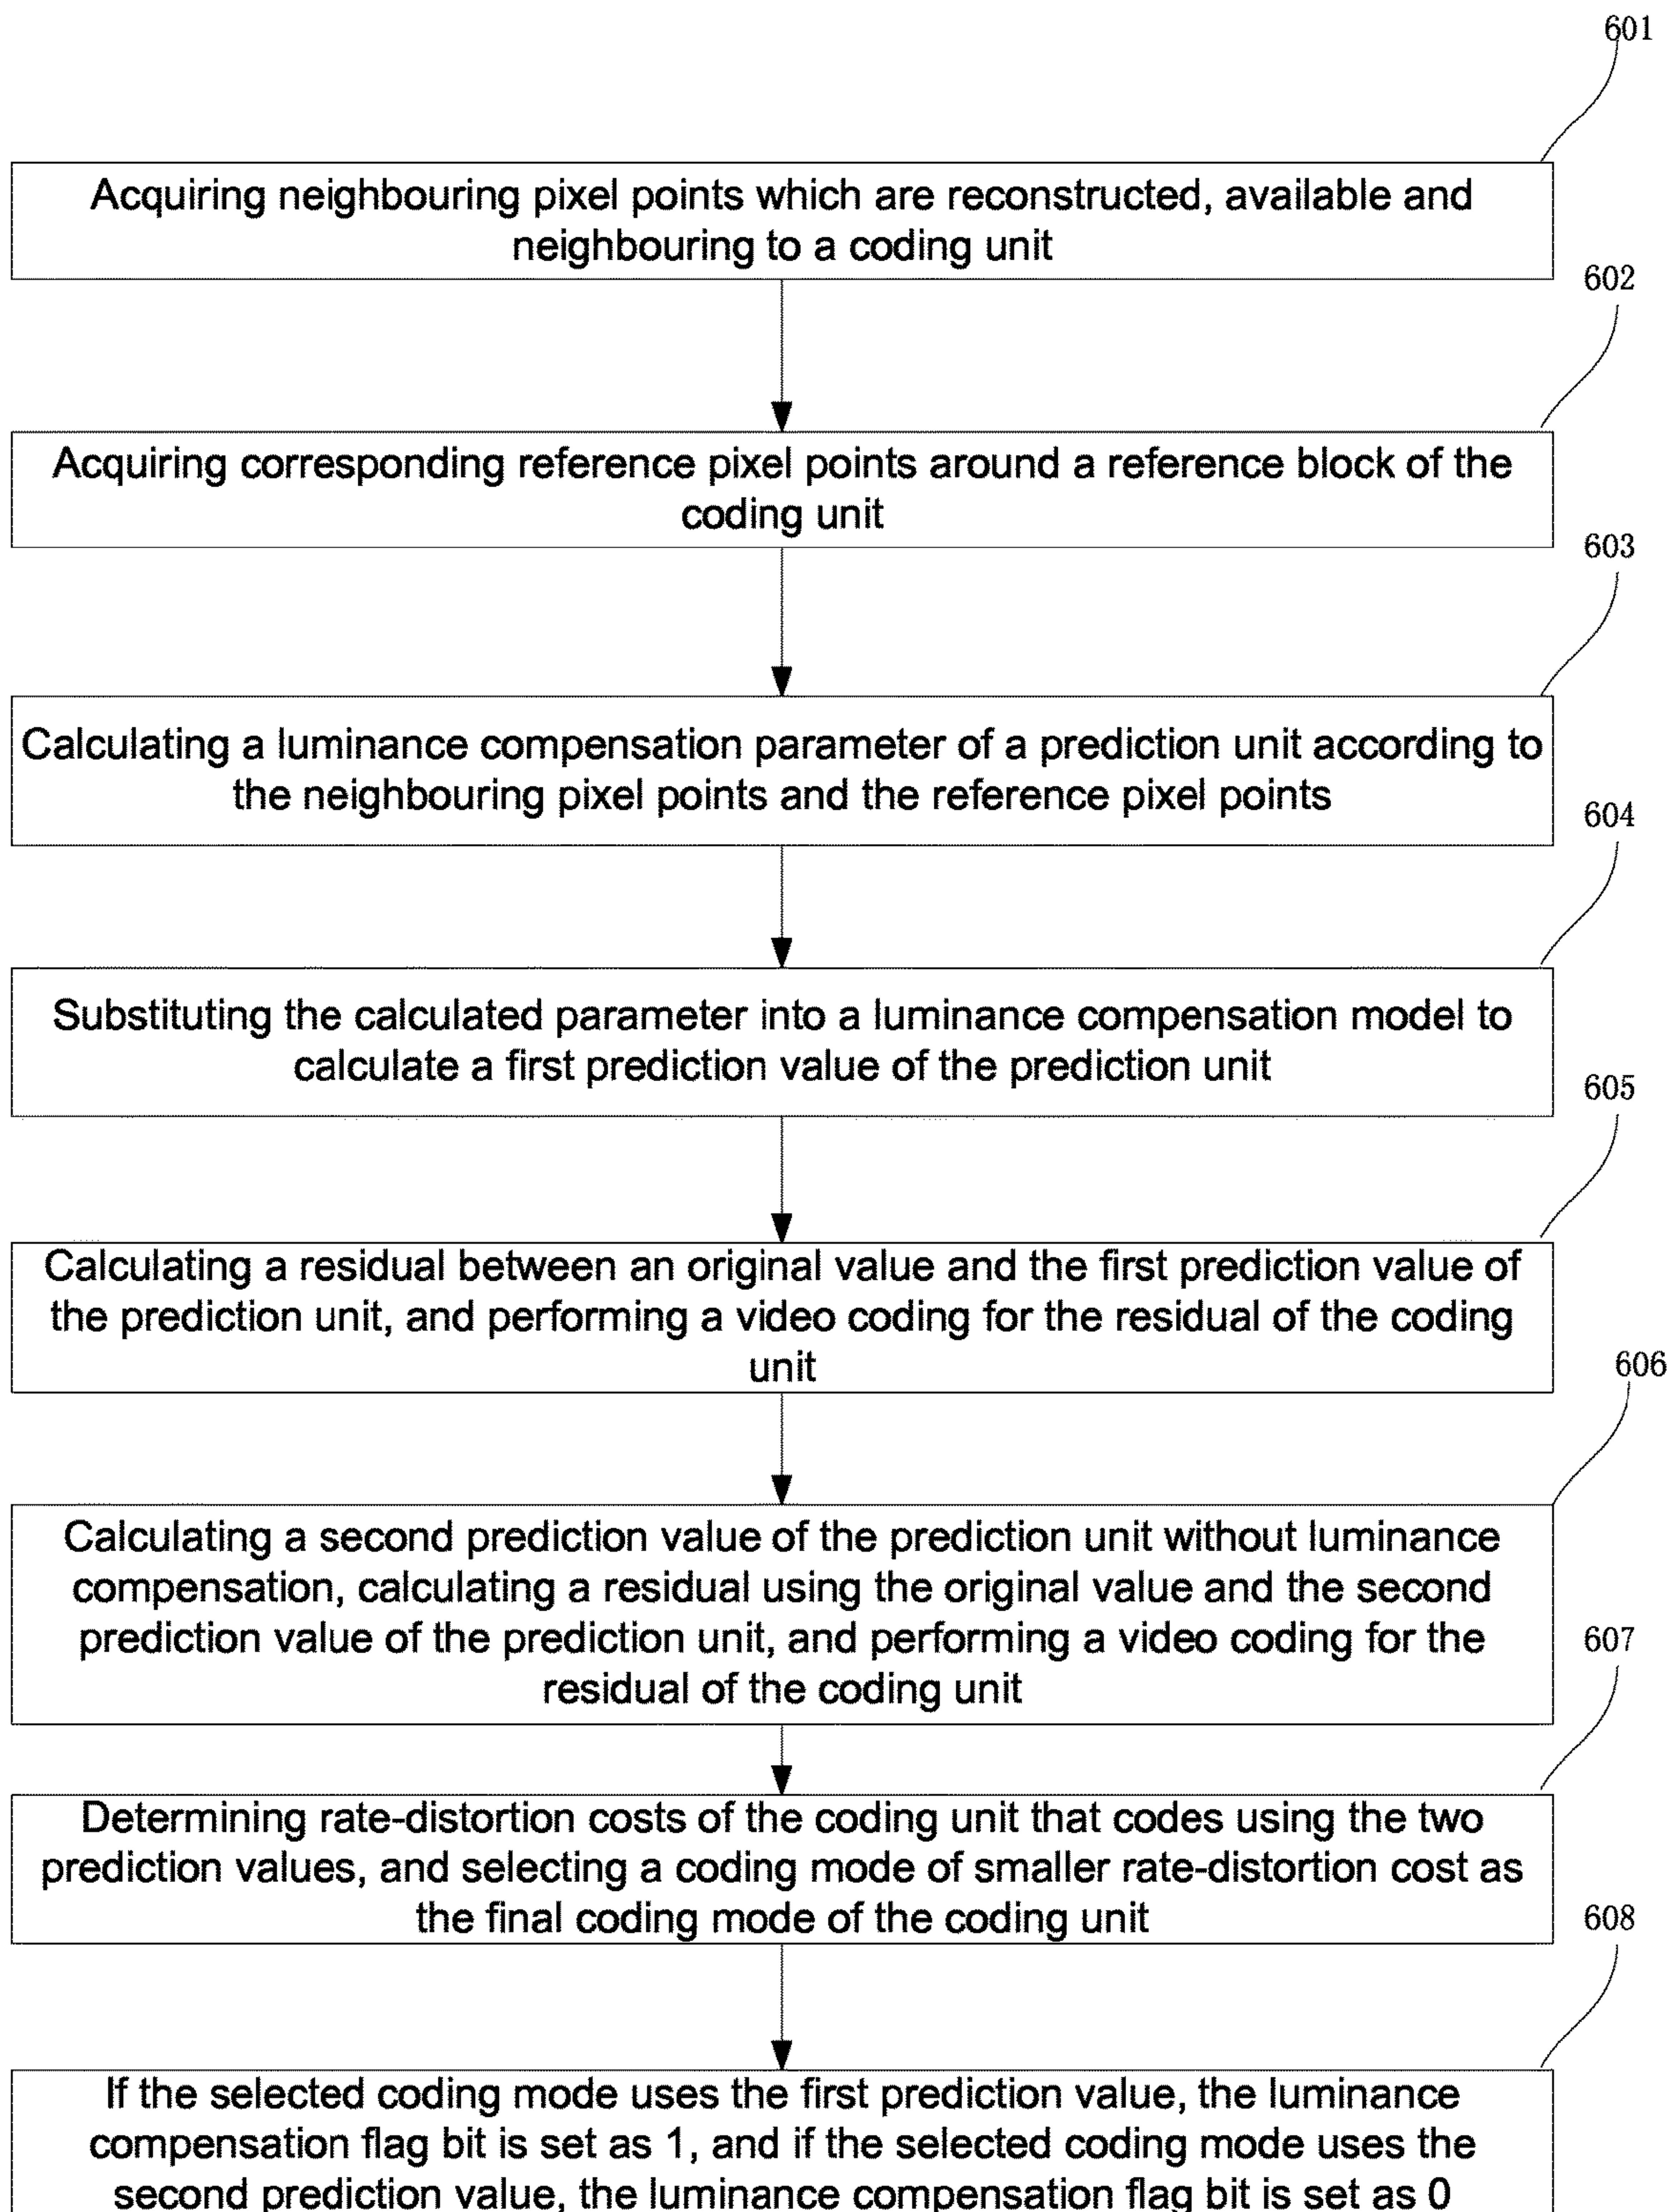 601
Acquiring neighbouring pixel points which are reconstructed, available and
neighbouring to a coding unit
602
Acquiring corresponding reference pixel points around a reference block of the
coding unit
603
Calculating a luminance compensation parameter of a prediction unit according to
the neighbouring pixel points and the reference pixel points
604
Substituting the calculated parameter into a luminance compensation model to
calculate a first prediction value of the prediction unit
605
Calculating a residual between an original value and the first prediction value of
the prediction unit, and performing a video coding for the residual of the coding
unit
606
Calculating a second prediction value of the prediction unit without luminance
compensation, calculating a residual using the original value and the second
prediction value of the prediction unit, and performing a video coding for the
residual of the coding unit
607
Determining rate-distortion costs of the coding unit that codes using the two
prediction values, and selecting a coding mode of smaller rate-distortion cost as
the final coding mode of the coding unit
608
If the selected coding mode uses the first prediction value, the luminance
compensation flag bit is set as 1, and if the selected coding mode uses the
second prediction value, the luminance compensation flag bit is set as 0